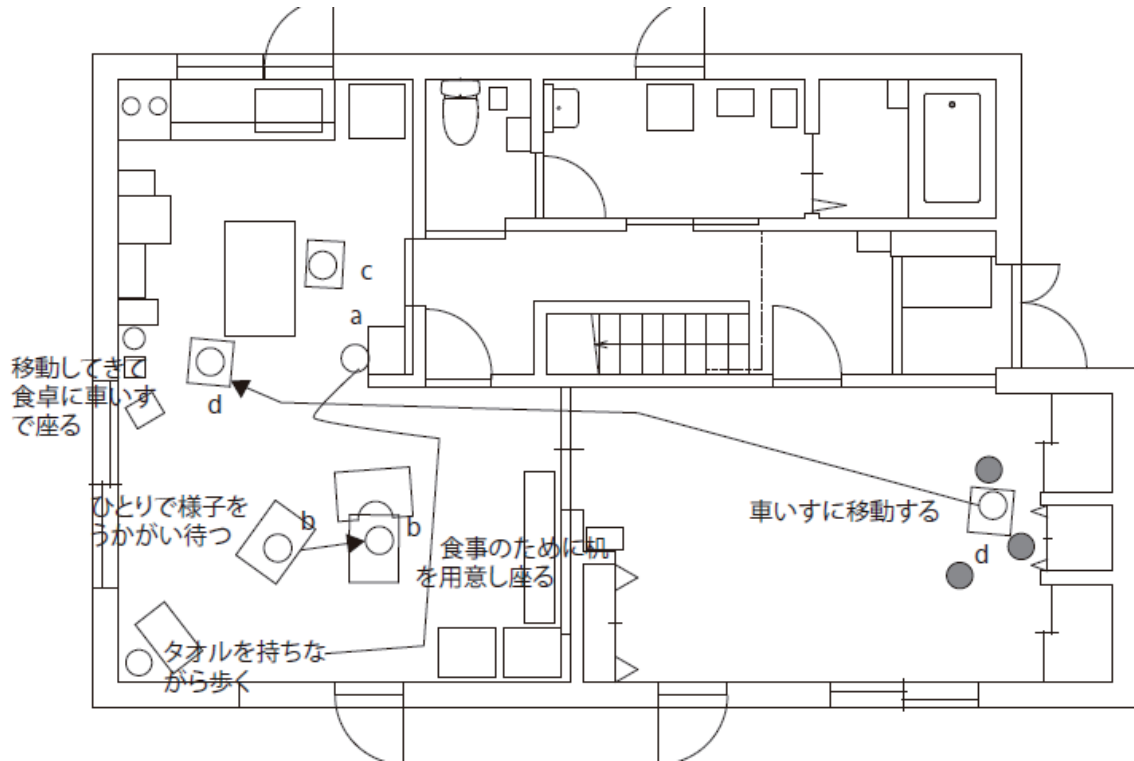 c
a
移動してきて
食卓に車いす
で座る
d
ひとりで様子を
うかがい待つ
b
b
食事のために机
を用意し座る
車いすに移動する
d
タオルを持ちな
がら歩く